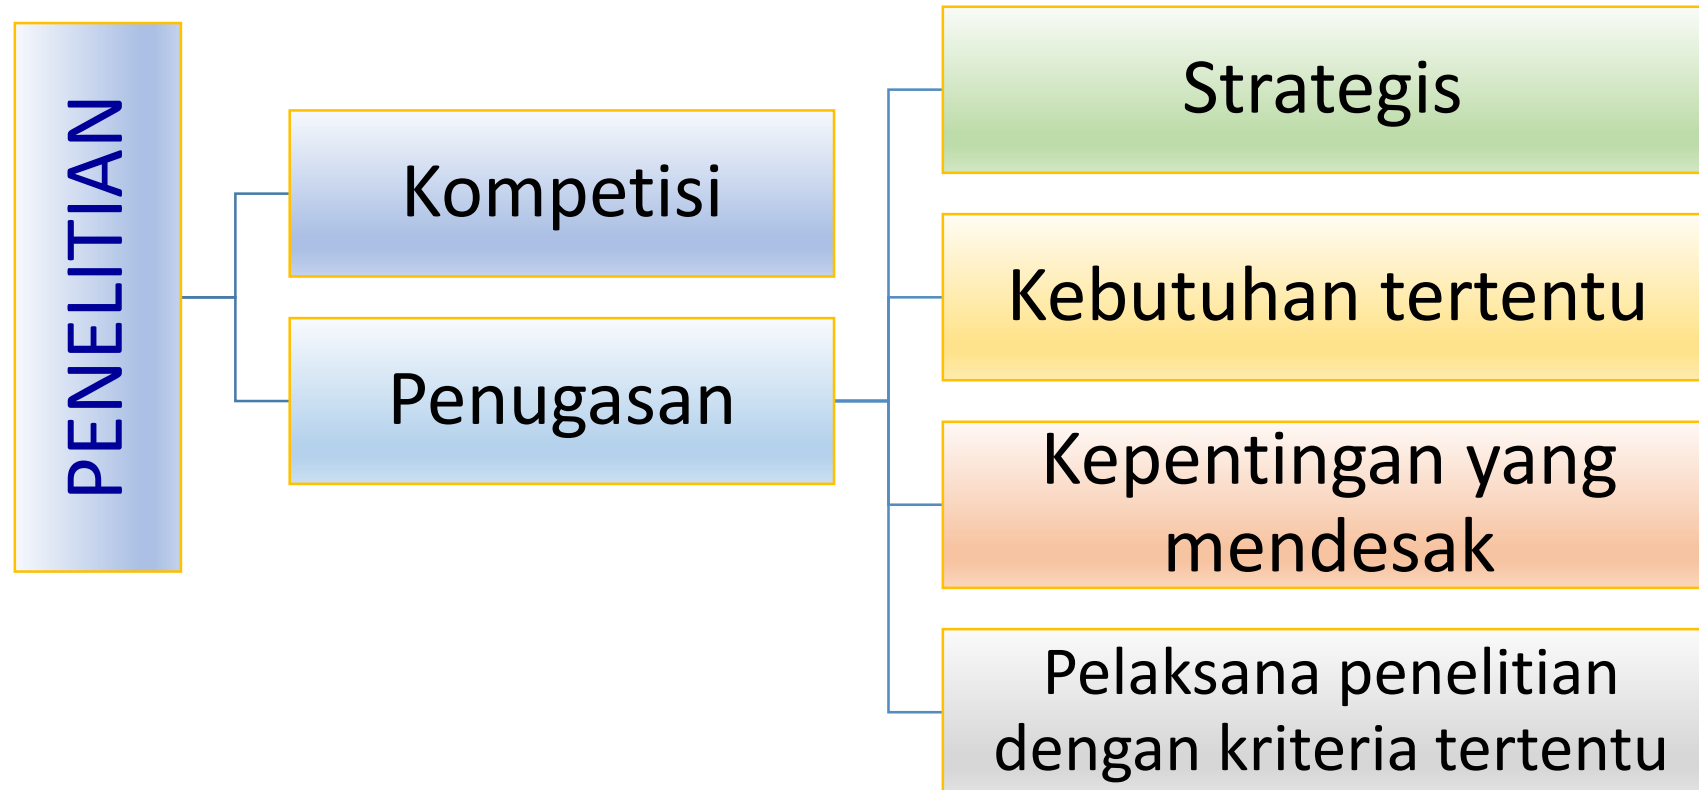 PENELITIAN
Kompetisi
Penugasan
Strategis
Kebutuhan tertentu
Kepentingan yang
mendesak
Pelaksana penelitian
dengan kriteria tertentu